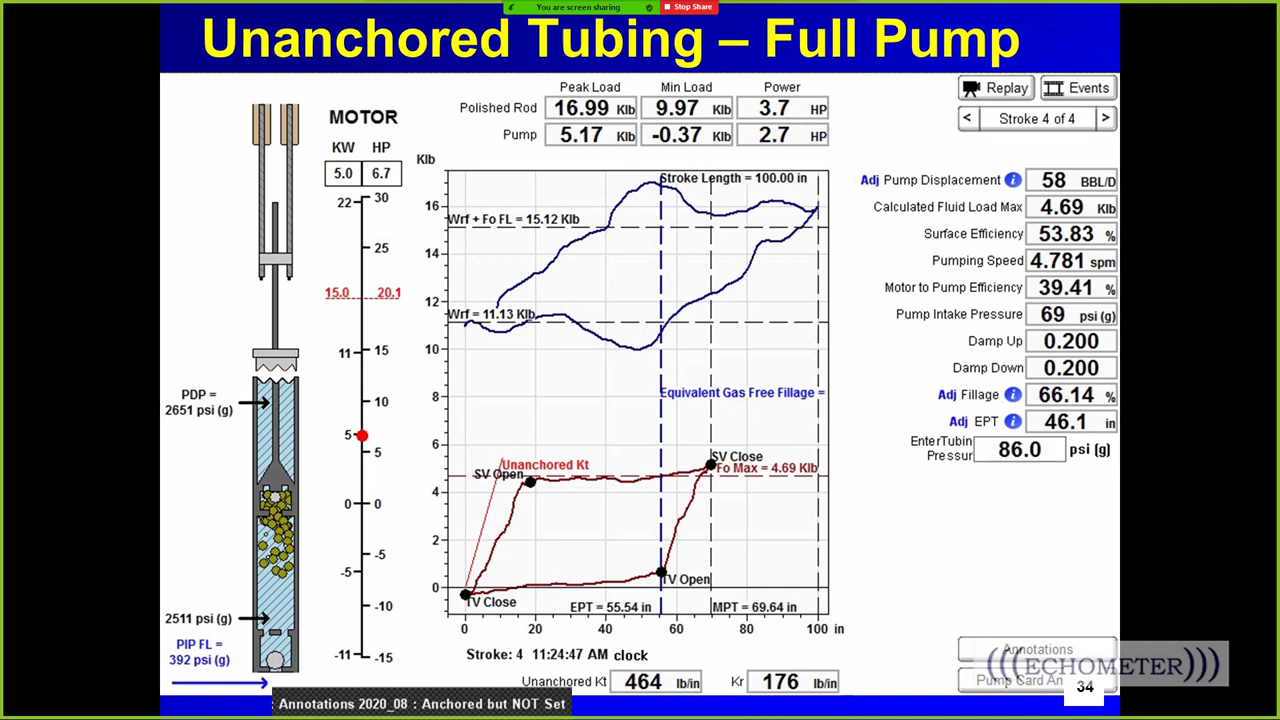 You are screen sharing
Stop Share
Unanchored Tubing – Full Pump
Peak Load Min Load Power
Polished Rod 16.99 Klb 9.97 Klb 3.7 HP
Pump 5.17 Klb -0.37 Klb 2.7 HP
Replay Events
< Stroke 4 of 4 >
MOTOR
KW HP
5.0 6.7
22 30
25
15.0 20.1
11 15
10
5 5
0 0
-5 -5
-10
-11 -15
PDP =
2651 psi (g)
2511 psi (g)
PIP FL =
392 psi (g)
Klb
16
14
12
10
8
6
4
2
0
Stroke Length = 100.00 in
Wrf + Fo FL = 15.12 Klb
Wrf = 11.13 Klb
Equivalent Gas Free Fillage =
Unanchored Kt
SV Open
SV Close
Fo Max = 4.69 Klb
TV Open
TV Close
EPT = 55.54 in MPT = 69.64 in
0 20 40 60 80 100 in
Stroke: 4 11:24:47 AM clock
Unanchored Kt 464 lb/in Kr 176 lb/in
Adj Pump Displacement i 58 BBL/D
Calculated Fluid Load Max 4.69 Klb
Surface Efficiency 53.83 %
Pumping Speed 4.781 spm
Motor to Pump Efficiency 39.41 %
Pump Intake Pressure 69 psi (g)
Damp Up 0.200
Damp Down 0.200
Adj Fillage i 66.14 %
Adj EPT i 46.1 in
EnterTubin
Pressur 86.0 psi (g)
Annotations
Pump Card An
(((ECHOMETER)))
34
Annotations 2020_08 : Anchored but NOT Set